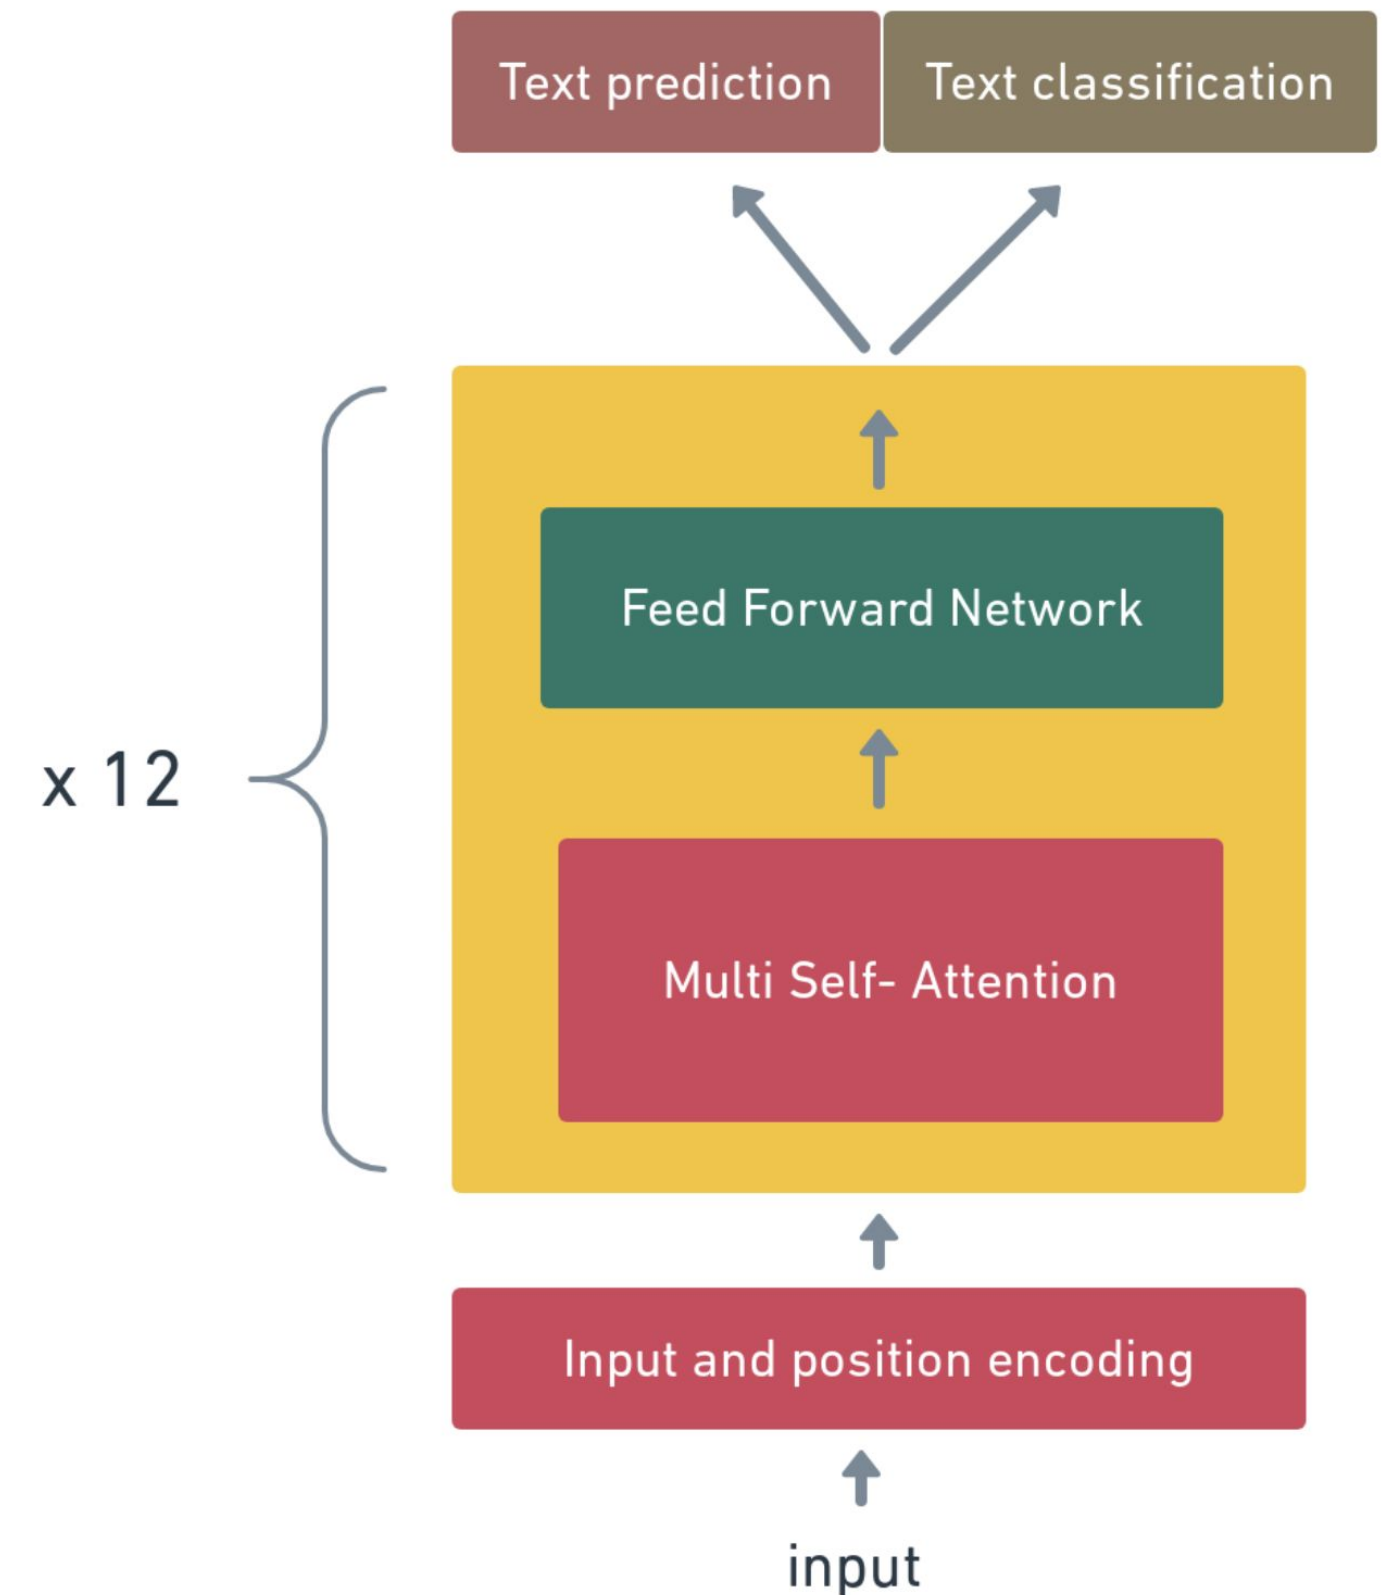 Text prediction
Text classification
Feed Forward Network
x 12
Multi Self- Attention
Input and position encoding
input